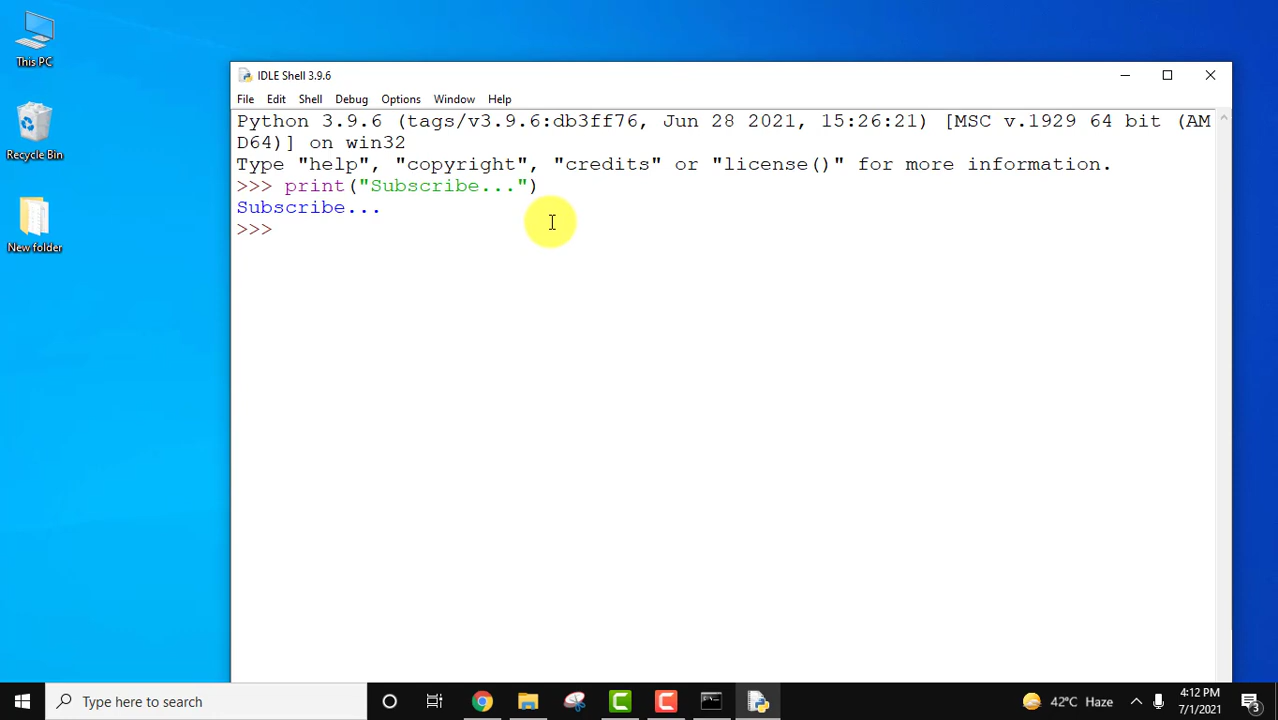 This PC
Recycle Bin
New folder
IDLE Shell 3.9.6
File Edit Shell Debug Options Window Help
Python 3.9.6 (tags/v3.9.6:db3ff76, Jun 28 2021, 15:26:21) [MSC v.1929 64 bit (AM
D64)] on win32
Type "help", "copyright", "credits" or "license()" for more information.
>>> print("Subscribe...")
Subscribe...
>>>
Type here to search
42°C Haze
4:12 PM
7/1/2021
3